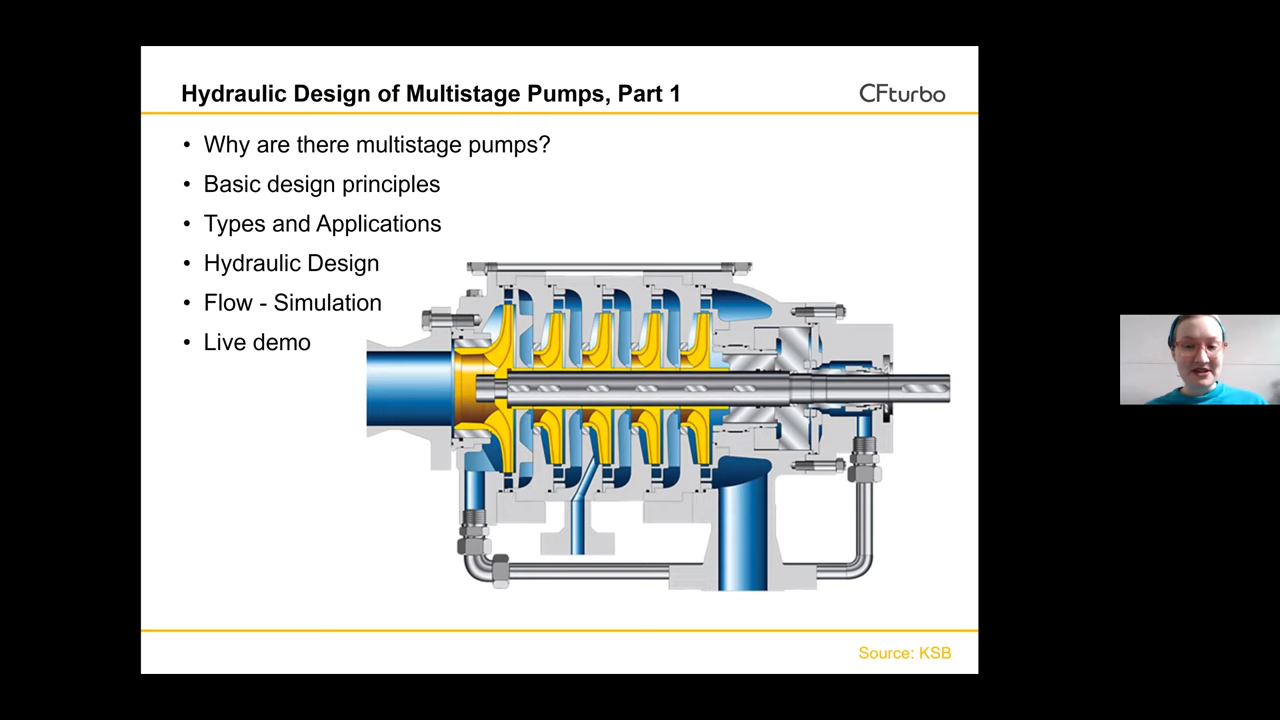 Hydraulic Design of Multistage Pumps, Part 1
CFturbo
• Why are there multistage pumps?
• Basic design principles
• Types and Applications
• Hydraulic Design
• Flow - Simulation
• Live demo
Source: KSB